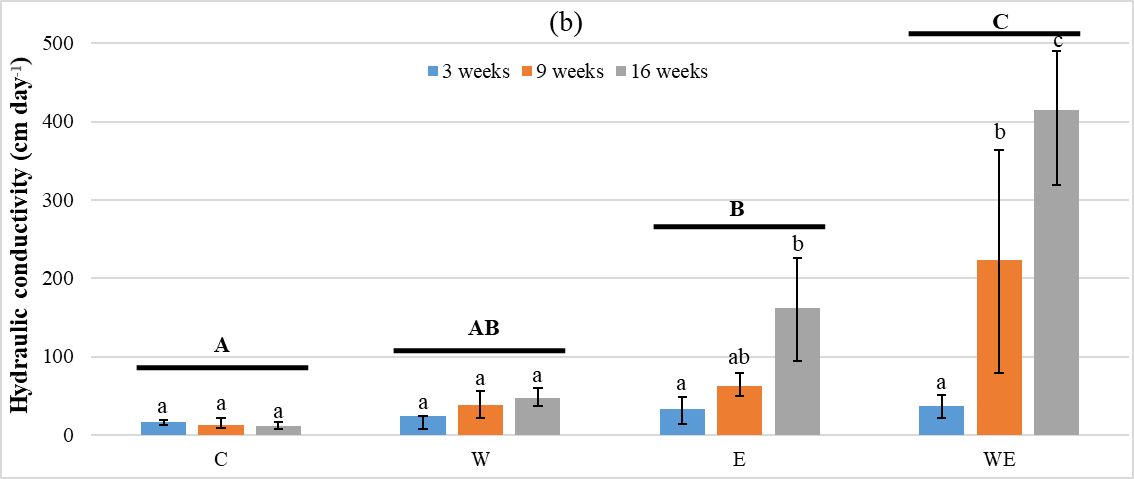 (b)
Hydraulic conductivity (cm day-1)
500
400
300
200
100
0
3 weeks 9 weeks 16 weeks
A
AB
B
C
a a a
a a a
a ab b
a b c
C W E WE